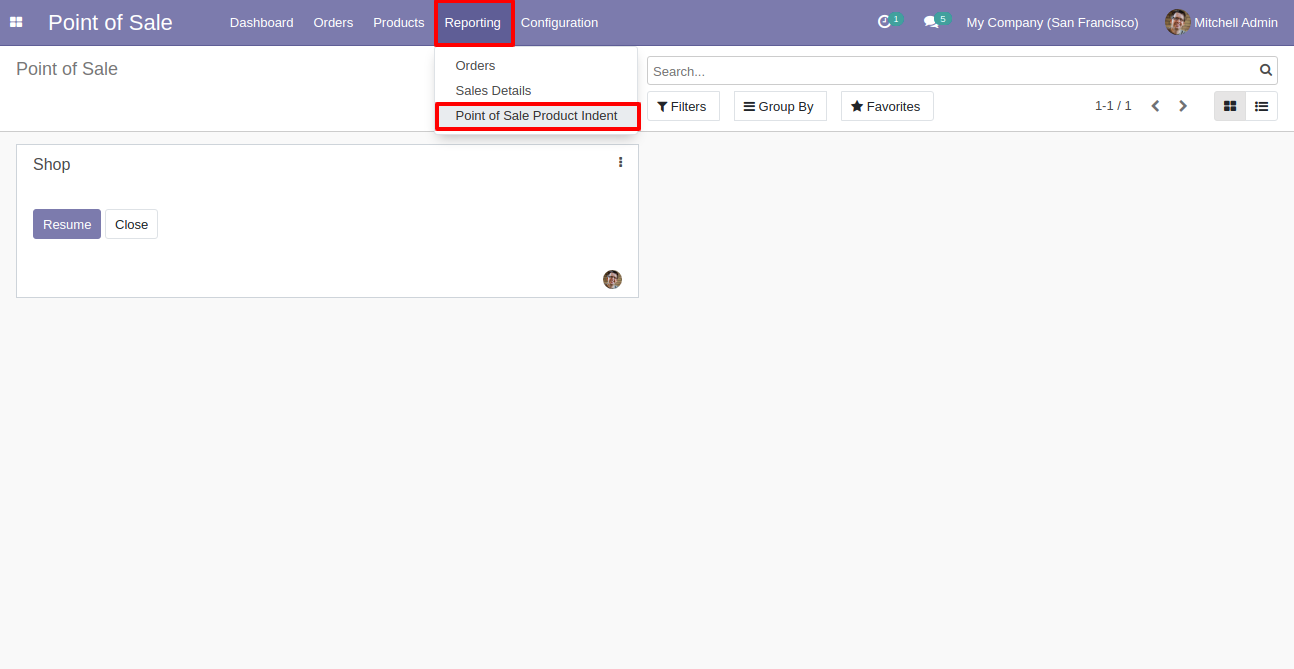 Point of Sale Dashboard Orders Products Reporting Configuration 1 5 My Company (San Francisco) Mitchell Admin
Point of Sale
Orders
Sales Details
Point of Sale Product Indent
Search...
Filters Group By Favorites 1-1 / 1
Shop
Resume Close